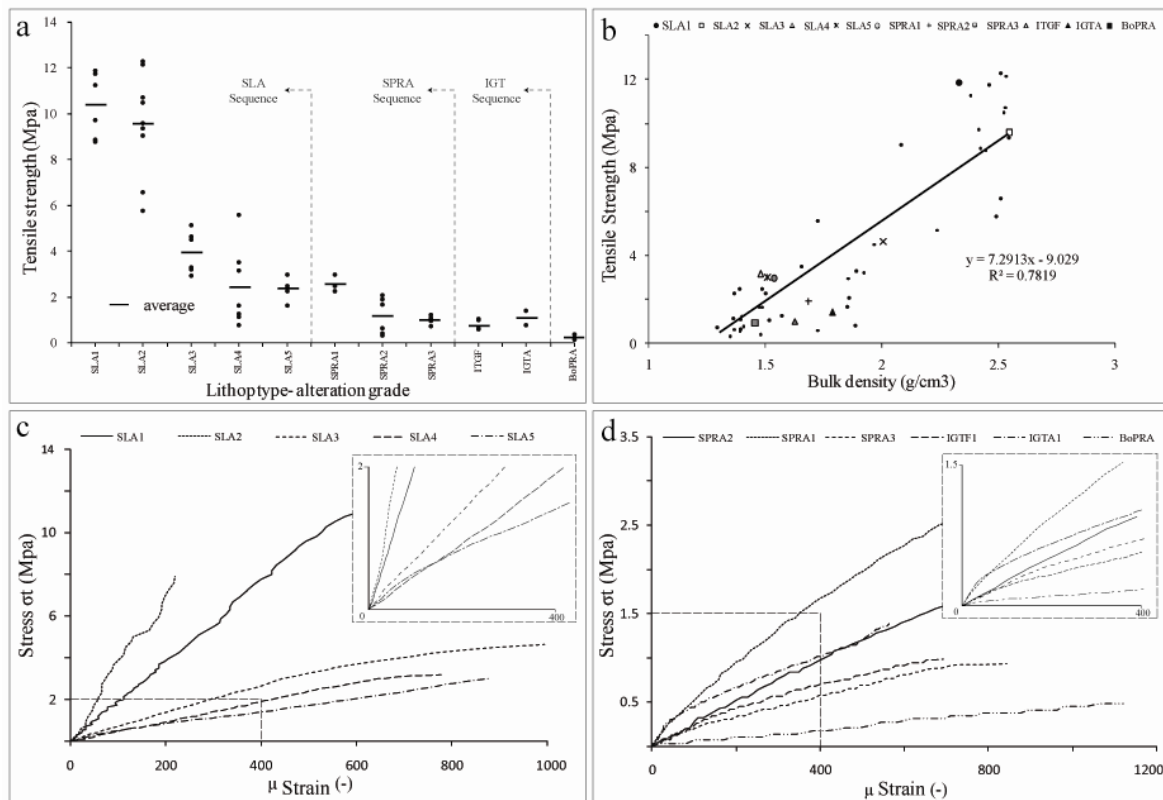 a
Tensile strength (Mpa)
14
12
10
8
6
4
2
0
SLA
Sequence
SPRA
Sequence
IGT
Sequence
average
SLA1
SLA2
SLA3
SLA4
SLA5
SPRA1
SPRA2
SPRA3
ITGF
IGTA
BoPRA
Lithoptype- alteration grade
b
SLA1 SLA2 SLA3 SLA4 SLA5 SPRA1 SPRA2 SPRA3 ITGF IGTA BoPRA
Tensile Strength (Mpa)
12
9
6
3
0
y = 7.2913x - 9.029
R² = 0.7819
1 1.5 2 2.5 3
Bulk density (g/cm3)
c
SLA1 SLA2 SLA3 SLA4 SLA5
Stress σt (Mpa)
14
10
6
2
2
0
400
0 200 400 600 800 1000
μ Strain (-)
d
SPRA2 SPRA1 SPRA3 IGTF1 IGTA1 BoPRA
Stress σt (Mpa)
3.5
2.5
1.5
0.5
1.5
0
400
0 400 800 1200
μ Strain (-)